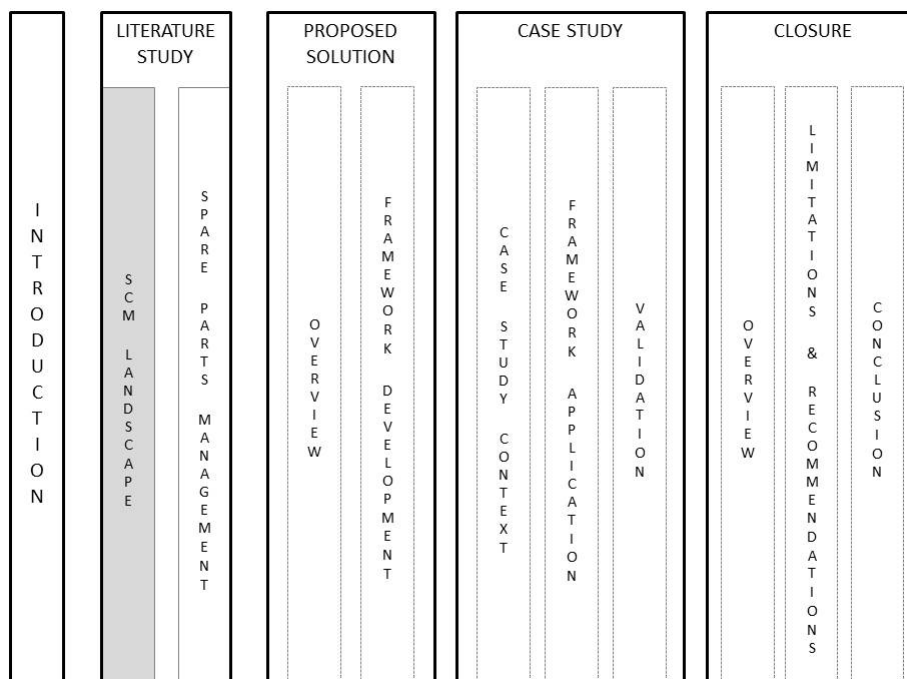 INTRODUCTION
LITERATURE
STUDY
SCM LANDSCAPE
SPARE PARTS MANAGEMENT
PROPOSED
SOLUTION
OVERVIEW
FRAMEWORK DEVELOPMENT
CASE STUDY
CASE STUDY CONTEXT
FRAMEWORK APPLICATION
VALIDATION
CLOSURE
OVERVIEW
LIMITATIONS & RECOMMENDATIONS
CONCLUSION